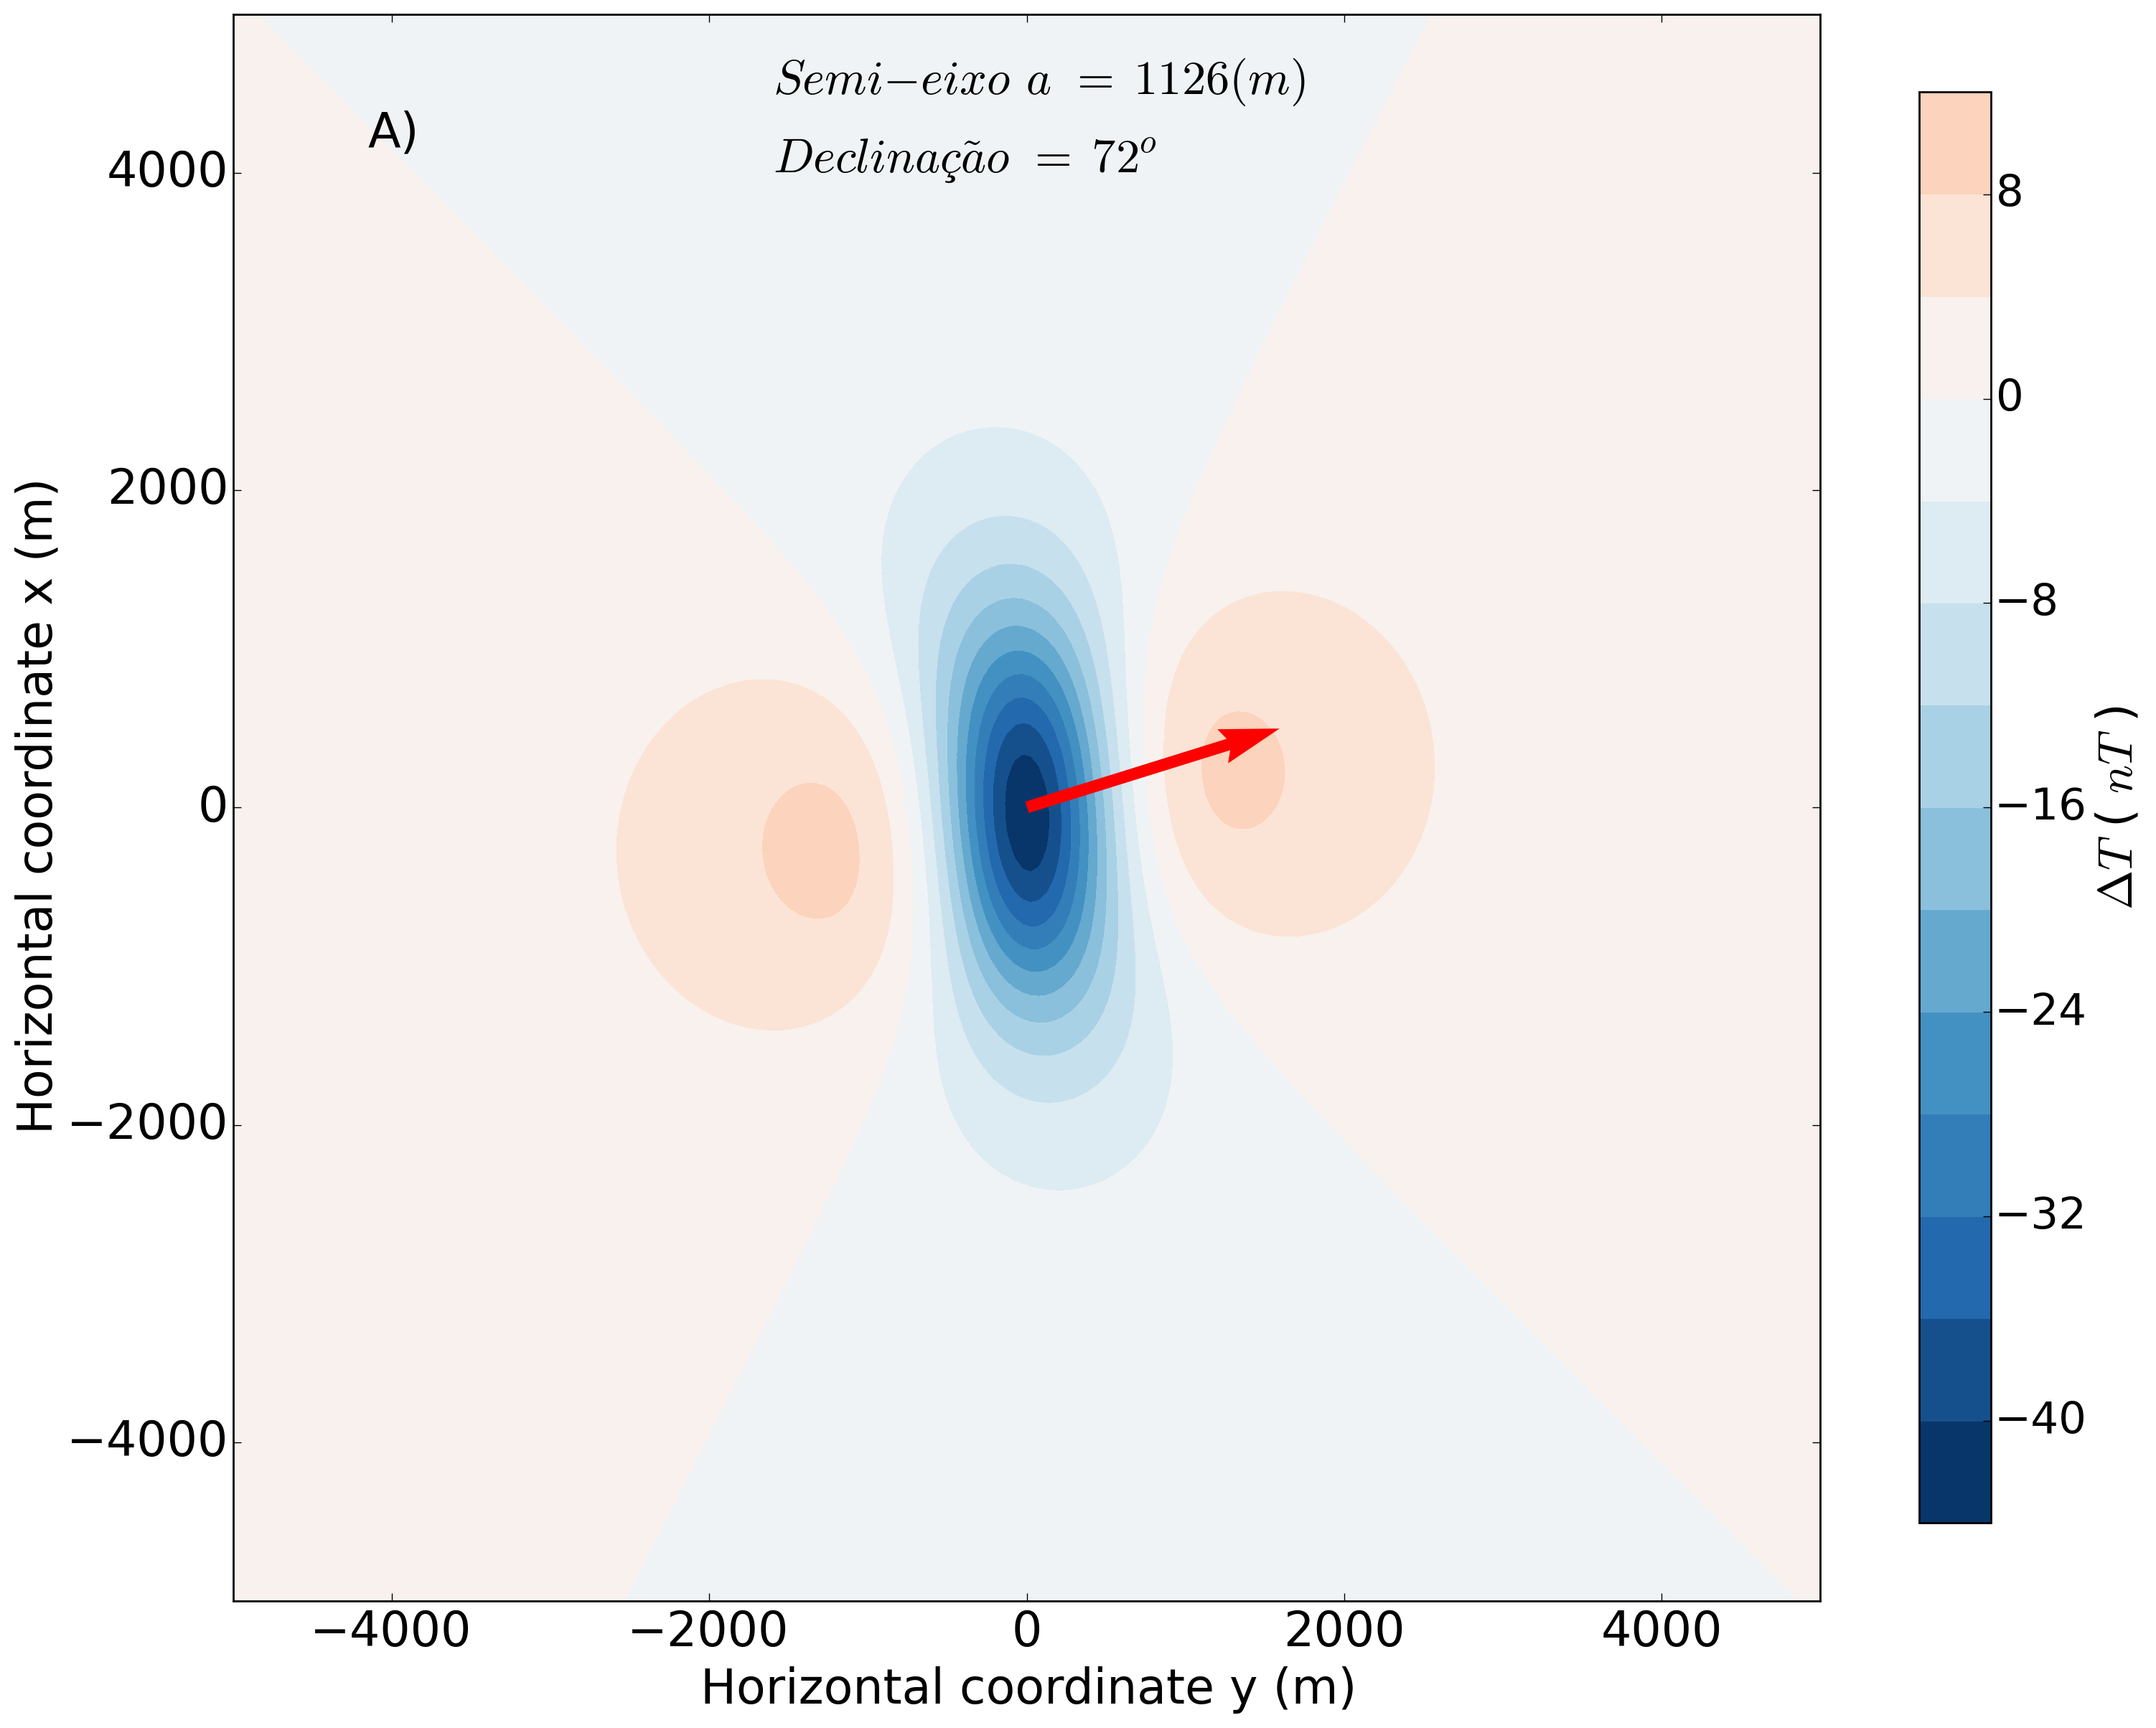 Semi−eixo a = 1126(m)
A)
Declinação = 72º
4000
2000
0
−2000
−4000
Horizontal coordinate x (m)
−4000 −2000 0 2000 4000
Horizontal coordinate y (m)
8
0
−8
−16
−24
−32
−40
ΔT ( nT )